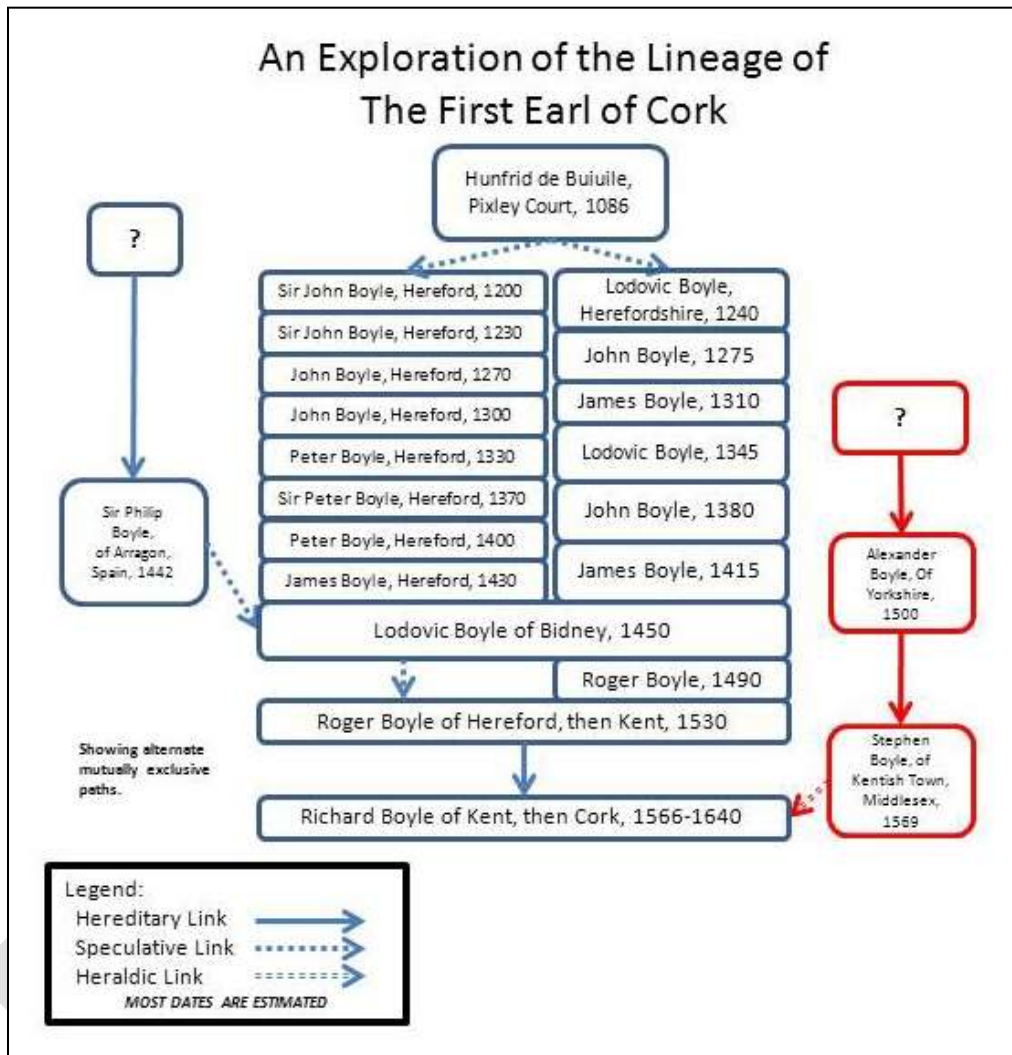 An Exploration of the Lineage of
The First Earl of Cork
Hunfrid de Buiuile,
Pixley Court, 1086
?
Sir Philip
Boyle,
of Arragon,
Spain, 1442
Sir John Boyle, Hereford, 1200
Sir John Boyle, Hereford, 1230
John Boyle, Hereford, 1270
John Boyle, Hereford, 1300
Peter Boyle, Hereford, 1330
Sir Peter Boyle, Hereford, 1370
Peter Boyle, Hereford, 1400
James Boyle, Hereford, 1430
Lodovic Boyle,
Herefordshire, 1240
John Boyle, 1275
James Boyle, 1310
Lodovic Boyle, 1345
John Boyle, 1380
James Boyle, 1415
Lodovic Boyle of Bidney, 1450
Roger Boyle, 1490
Roger Boyle of Hereford, then Kent, 1530
Richard Boyle of Kent, then Cork, 1566-1640
?
Alexander
Boyle, Of
Yorkshire,
1500
Stephen
Boyle, of
Kentish Town,
Middlesex,
1569
Showing alternate
mutually exclusive
paths.
Legend:
Hereditary Link
Speculative Link
Heraldic Link
MOST DATES ARE ESTIMATED